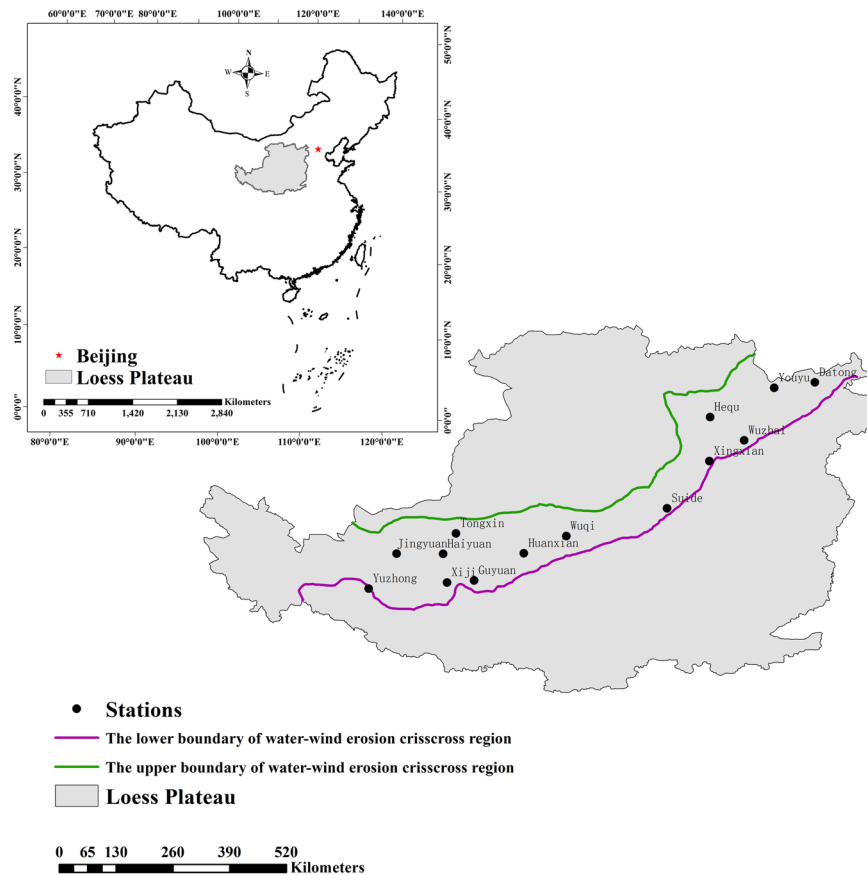 60°0'0"E 70°0'0"E 80°0'0"E 100°0'0"E 120°0'0"E 140°0'0"E
50°0'0"N
40°0'0"N
30°0'0"N
20°0'0"N
10°0'0"N
0°0'0"
N
W E
S
40°0'0"N
30°0'0"N
20°0'0"N
10°0'0"N
0°0'0"
Beijing
Loess Plateau
Kilometers
0 355 710 1,420 2,130 2,840
80°0'0"E 90°0'0"E 100°0'0"E 110°0'0"E 120°0'0"E
Datong
Youyu
Hequ
Wuzhai
Xingxian
Suide
Tongxin
Wuqi
Jingyuan
Haiyuan
Huanxian
Yuzhong
Xiji
Guyuan
Stations
The lower boundary of water-wind erosion crisscross region
The upper boundary of water-wind erosion crisscross region
Loess Plateau
0 65 130 260 390 520
Kilometers